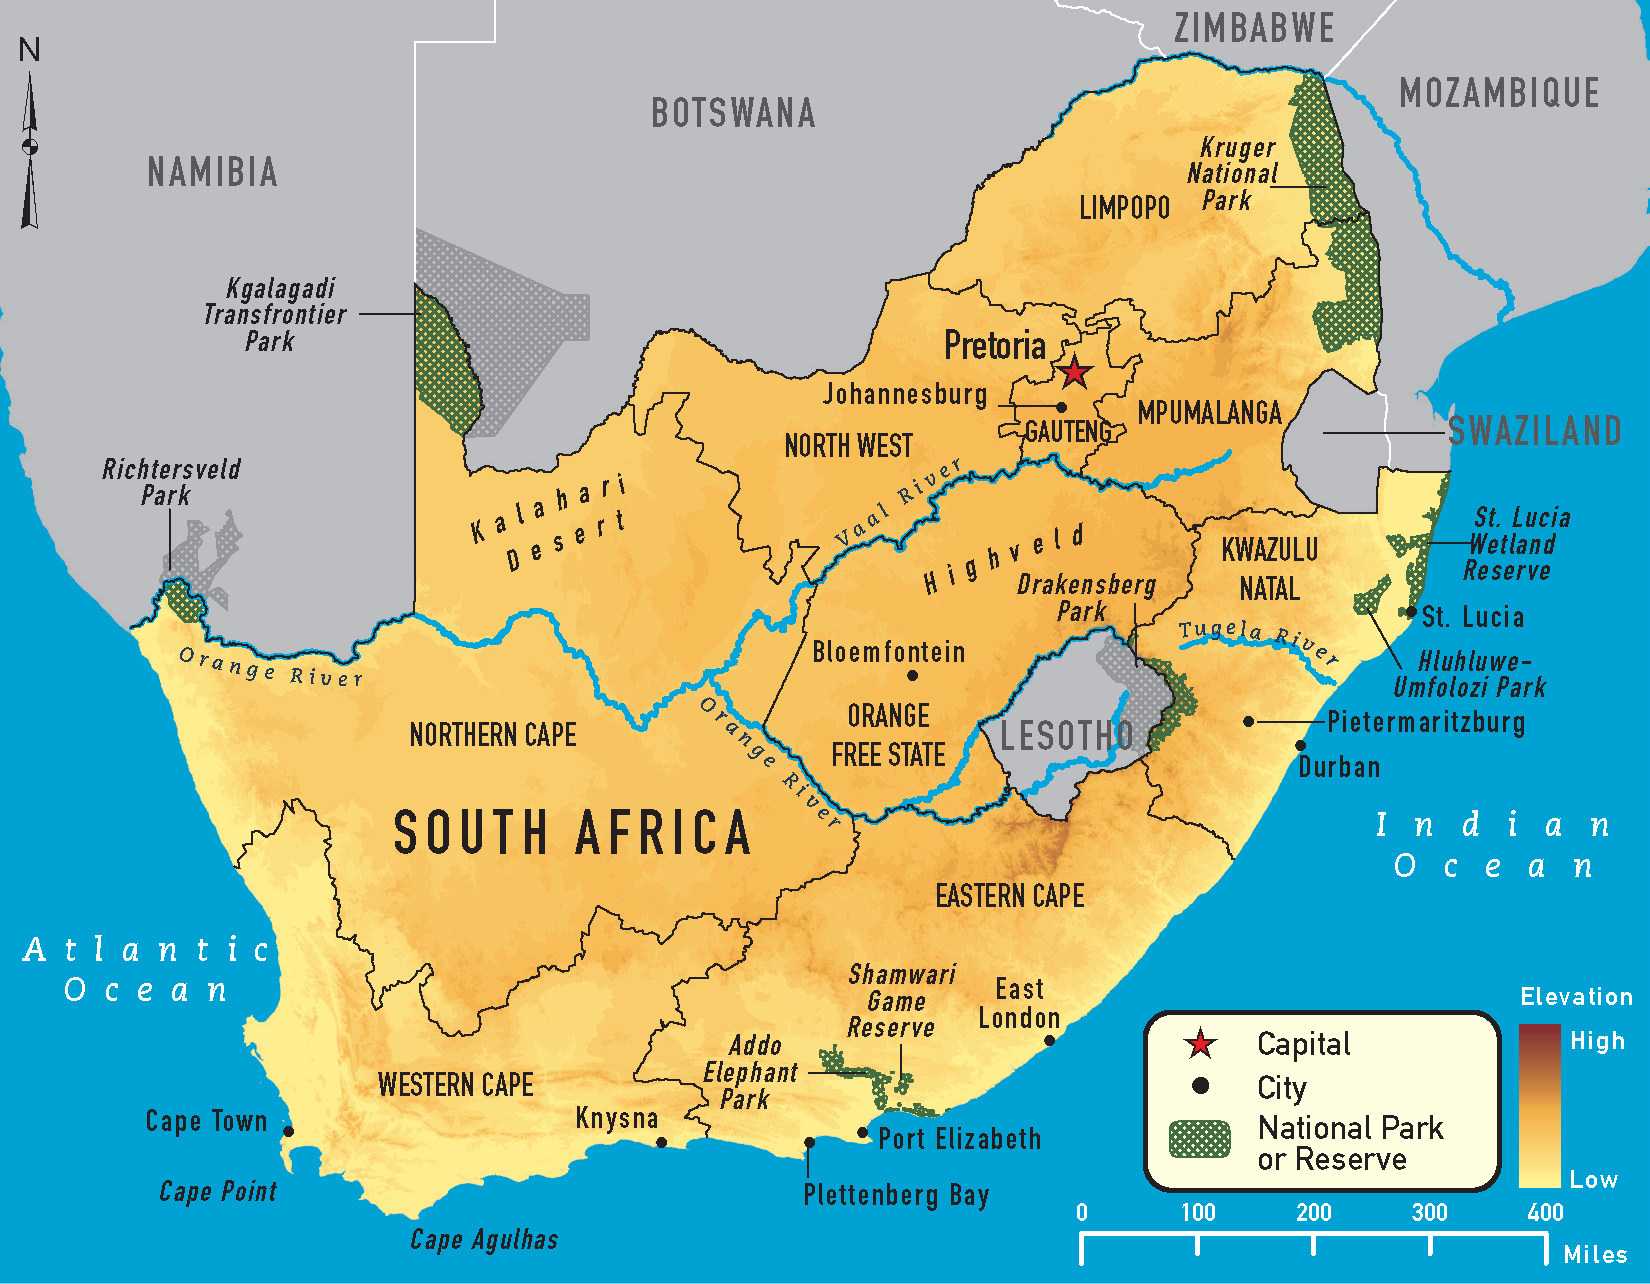 ZIMBABWE
N
MOZAMBIQUE
BOTSWANA
NAMIBIA
Kruger
National
Park
LIMPOPO
Kgalagadi
Transfrontier
Park
Pretoria
Johannesburg
MPUMALANGA
GAUTENG
SWAZILAND
NORTH WEST
Richtersveld
Park
Kalahari
Desert
Vaal River
Highveld
St. Lucia
Wetland
Reserve
KWAZULU
NATAL
Drakensberg
Park
St. Lucia
Tugela River
Hluhluwe-
Umfolozi Park
Orange River
Bloemfontein
Orange River
ORANGE
FREE STATE
LESOTHO
Pietermaritzburg
Durban
NORTHERN CAPE
SOUTH AFRICA
Indian
Ocean
EASTERN CAPE
Atlantic
Ocean
Shamwari
Game
Reserve
East
London
Addo
Elephant
Park
WESTERN CAPE
Cape Town
Knysna
Port Elizabeth
Cape Point
Plettenberg Bay
Cape Agulhas
Elevation
High
Low
Capital
City
National Park
or Reserve
0 100 200 300 400
Miles